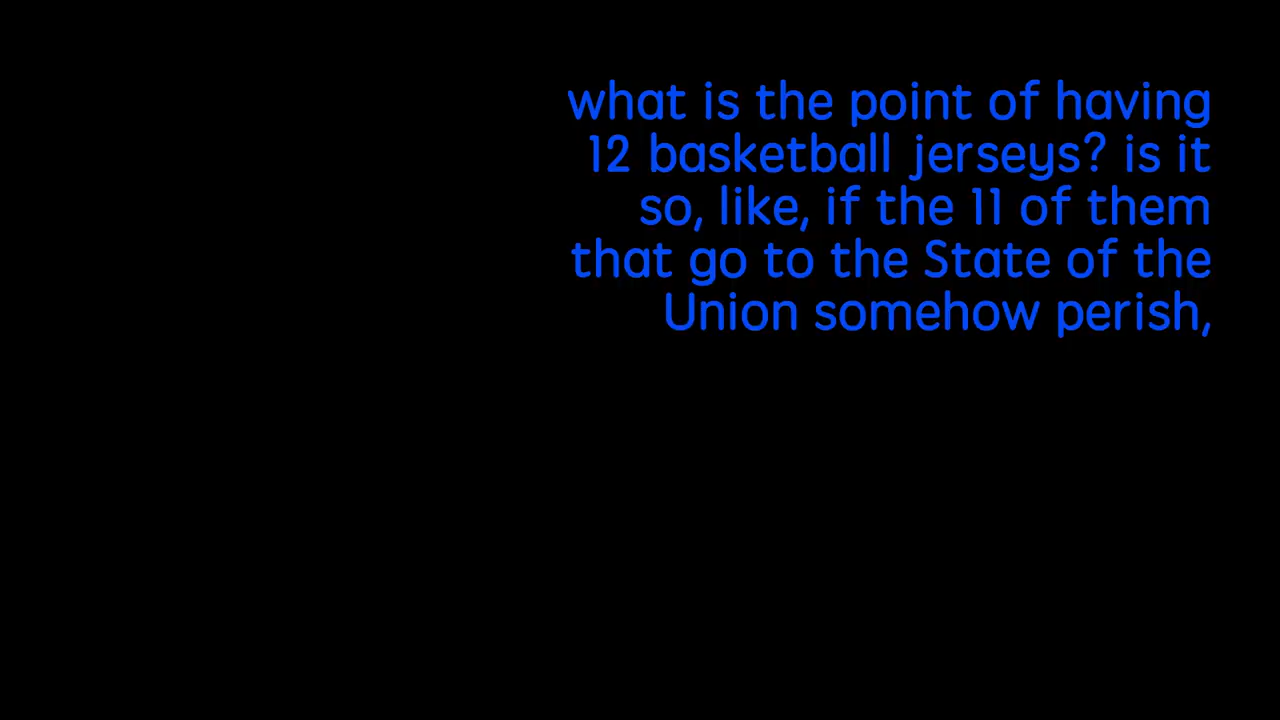 what is the point of having
12 basketball jerseys? is it
so, like, if the 11 of them
that go to the State of the
Union somehow perish,